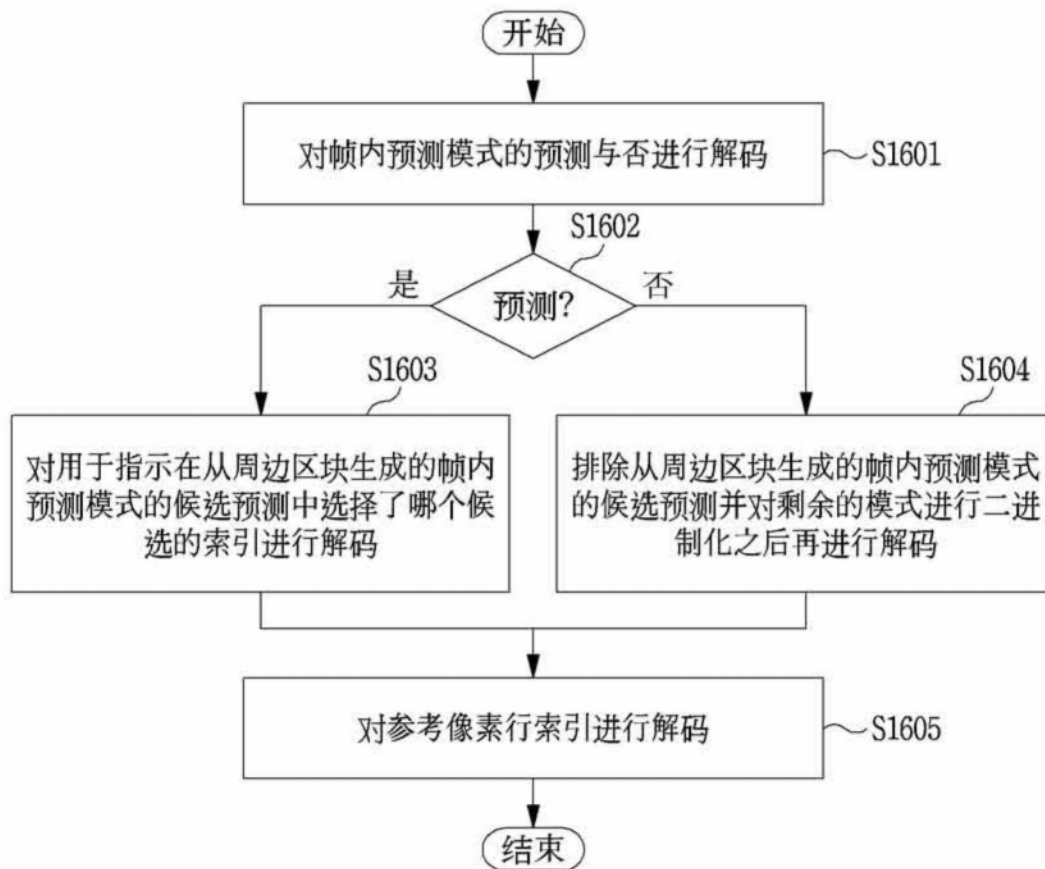 开始
对帧内预测模式的预测与否进行解码
S1601
S1602
是
预测?
否
S1603
S1604
对用于指示在从周边区块生成的帧内
预测模式的候选预测中选择了哪个候
选的索引进行解码
排除从周边区块生成的帧内预测模式
的候选预测并对剩余的模式进行二进
制化之后再进行解码
对参考像素行索引进行解码
S1605
结束